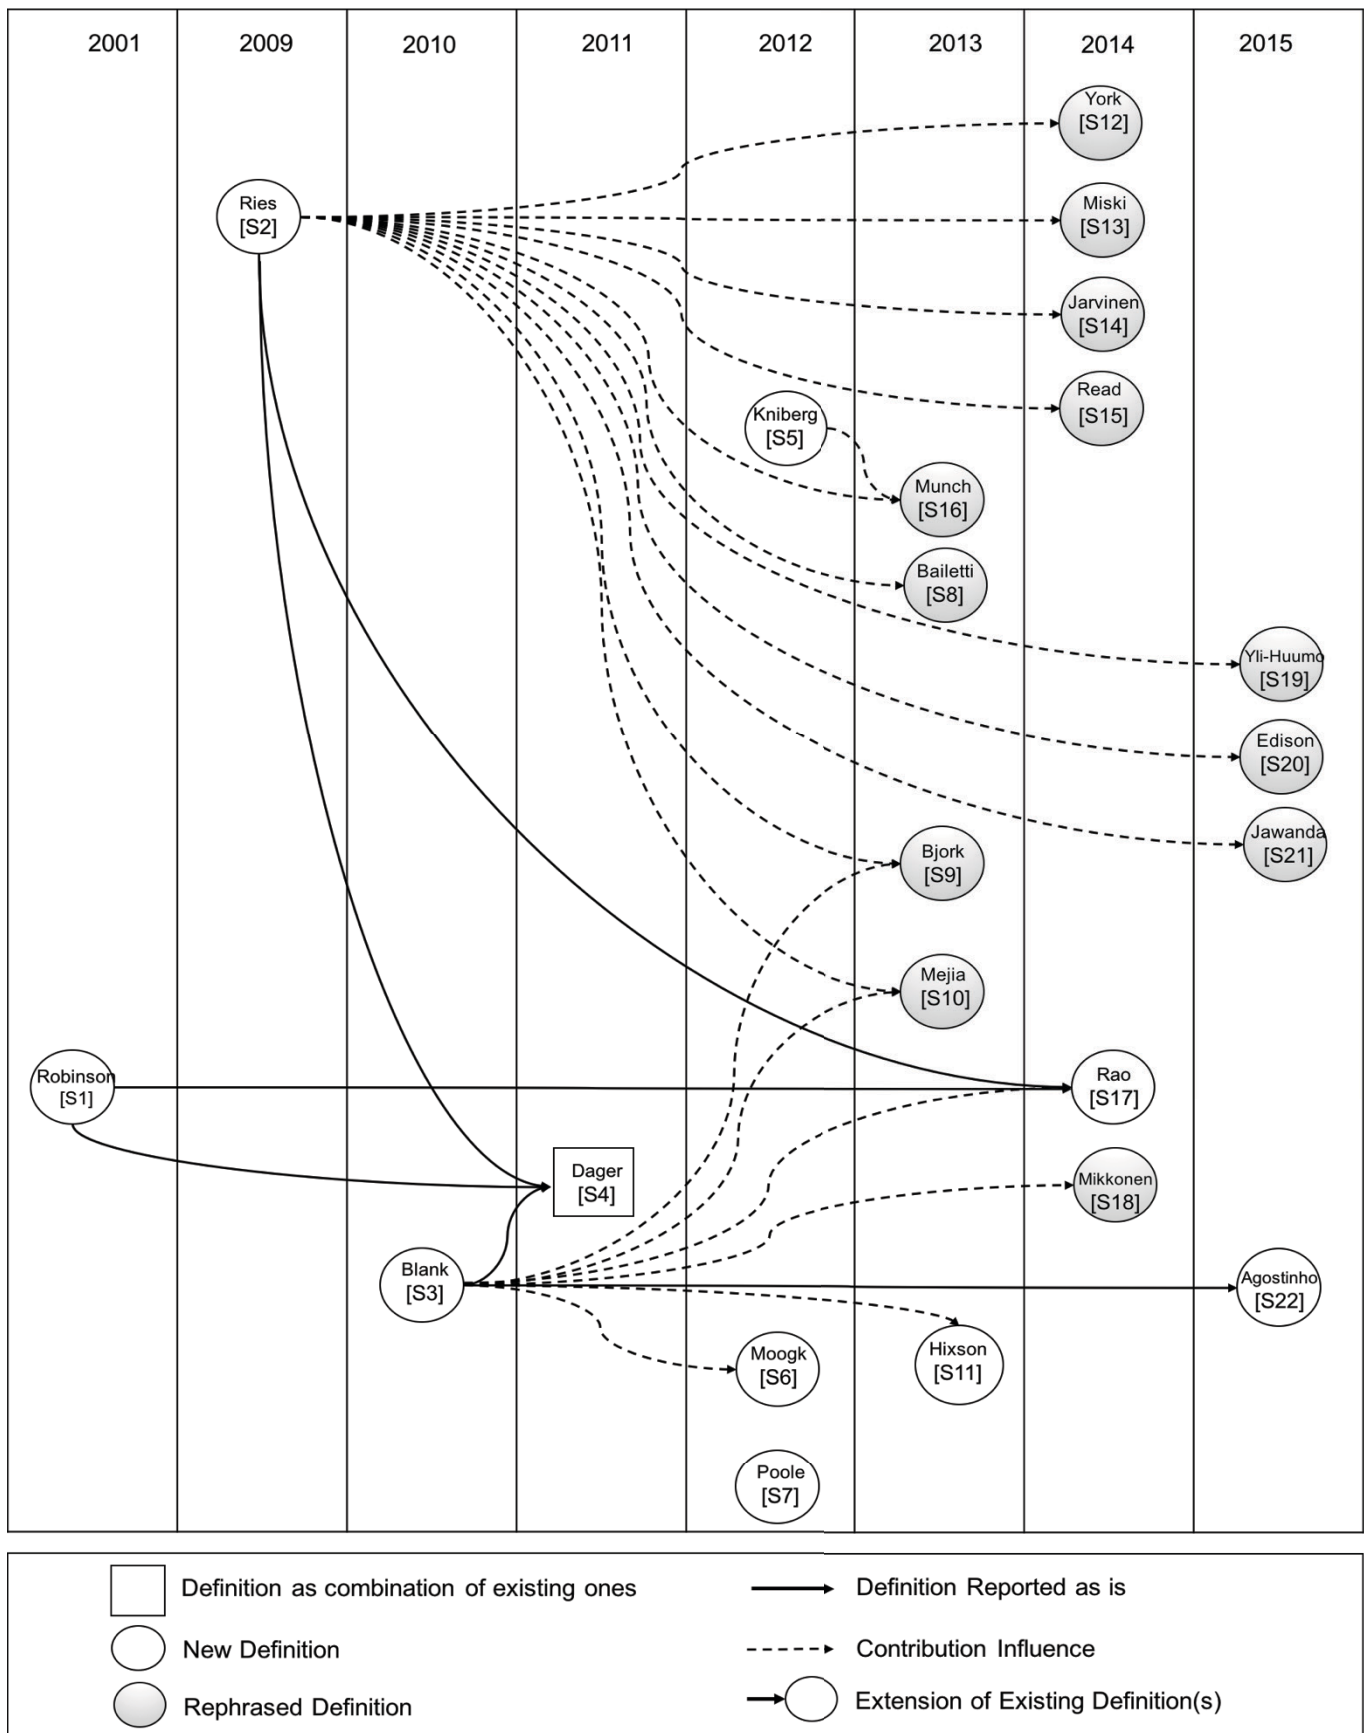 2001 2009 2010 2011 2012 2013 2014 2015
York
[S12]
Ries
[S2]
Miski
[S13]
Jarvinen
[S14]
Read
[S15]
Kniberg
[S5]
Munch
[S16]
Bailetti
[S8]
Yli-Huumo
[S19]
Edison
[S20]
Jawanda
[S21]
Bjork
[S9]
Mejia
[S10]
Robinson
[S1]
Rao
[S17]
Dager
[S4]
Mikkonen
[S18]
Blank
[S3]
Agostinho
[S22]
Moogk
[S6]
Hixson
[S11]
Poole
[S7]
Definition as combination of existing ones
Definition Reported as is
New Definition
Contribution Influence
Rephrased Definition
Extension of Existing Definition(s)